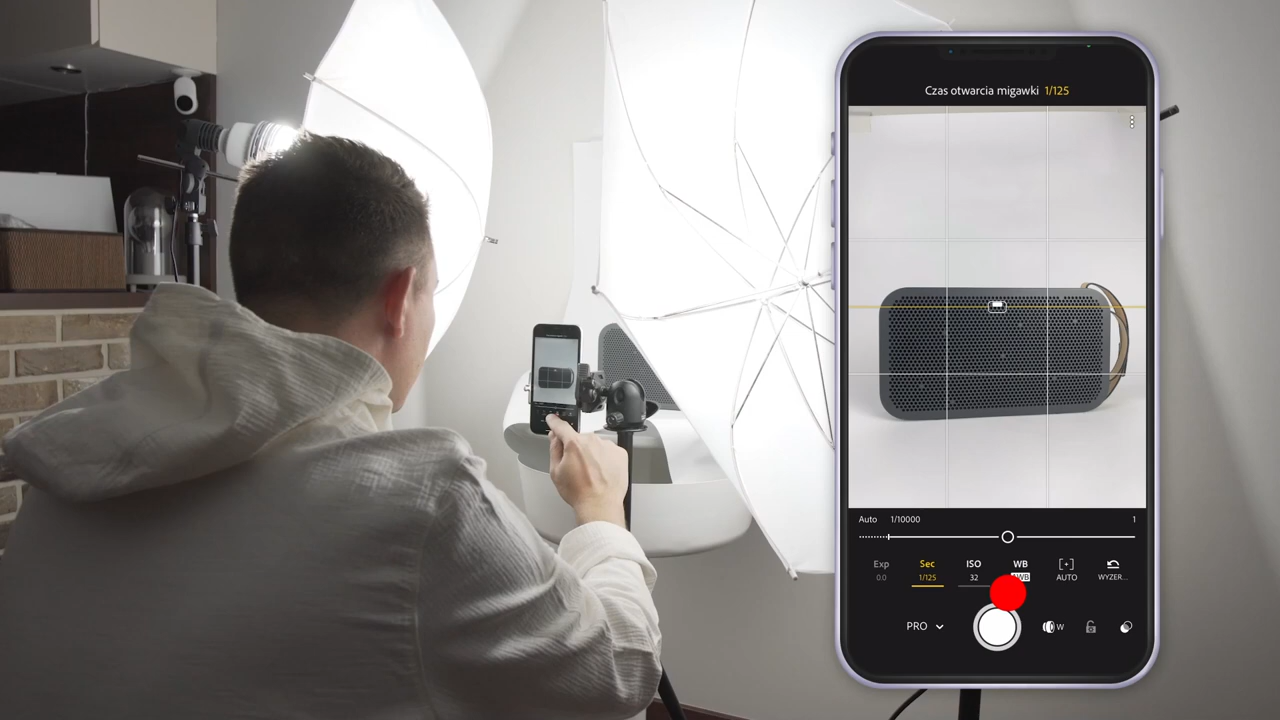 Czas otwarcia migawki 1/125
Auto 1/10000 1
Exp Sec ISO WB
0.0 1/125 32 AUTO WYZER...
PRO W